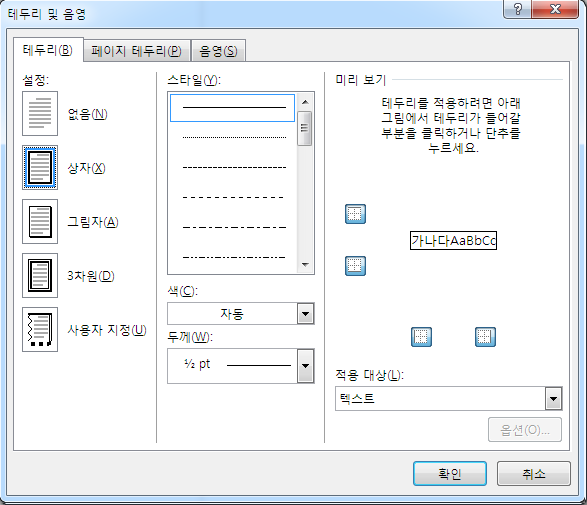 테두리 및 음영
테두리(B)
페이지 테두리(P)
음영(S)
설정:
없음(N)
상자(X)
그림자(A)
3차원(D)
사용자 지정(U)
스타일(Y):
색(C):
자동
두께(W):
½ pt
미리 보기
테두리를 적용하려면 아래
그림에서 테두리가 들어갈
부분을 클릭하거나 단추를
누르세요.
가나다AaBbCc
적용 대상(L):
텍스트
옵션(O)...
확인
취소